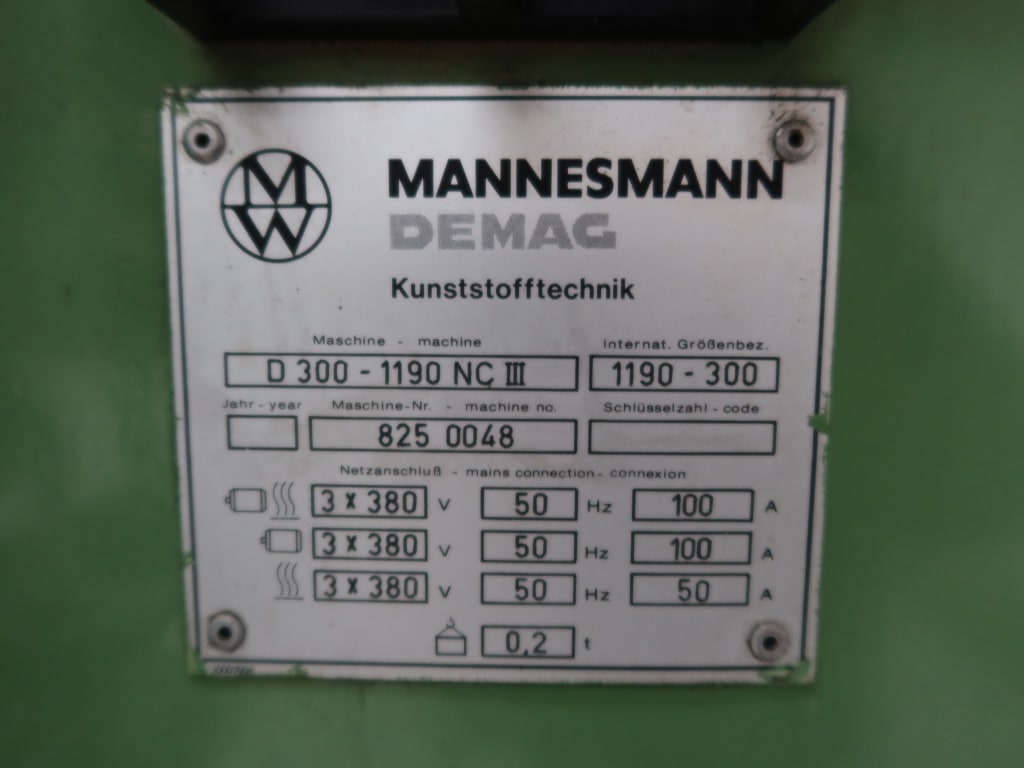 MW
MANNESMANN
DEMAG
Kunststofftechnik
Maschine - machine Internat. Größenbez.
D 300 - 1190 NC III 1190 - 300
Jahr - year Maschine-Nr. - machine no. Schlüsselzahl - code
825 0048
Netzanschluß - mains connection - connexion
3 x 380 V 50 Hz 100 A
3 x 380 V 50 Hz 100 A
3 x 380 V 50 Hz 50 A
0,2 t